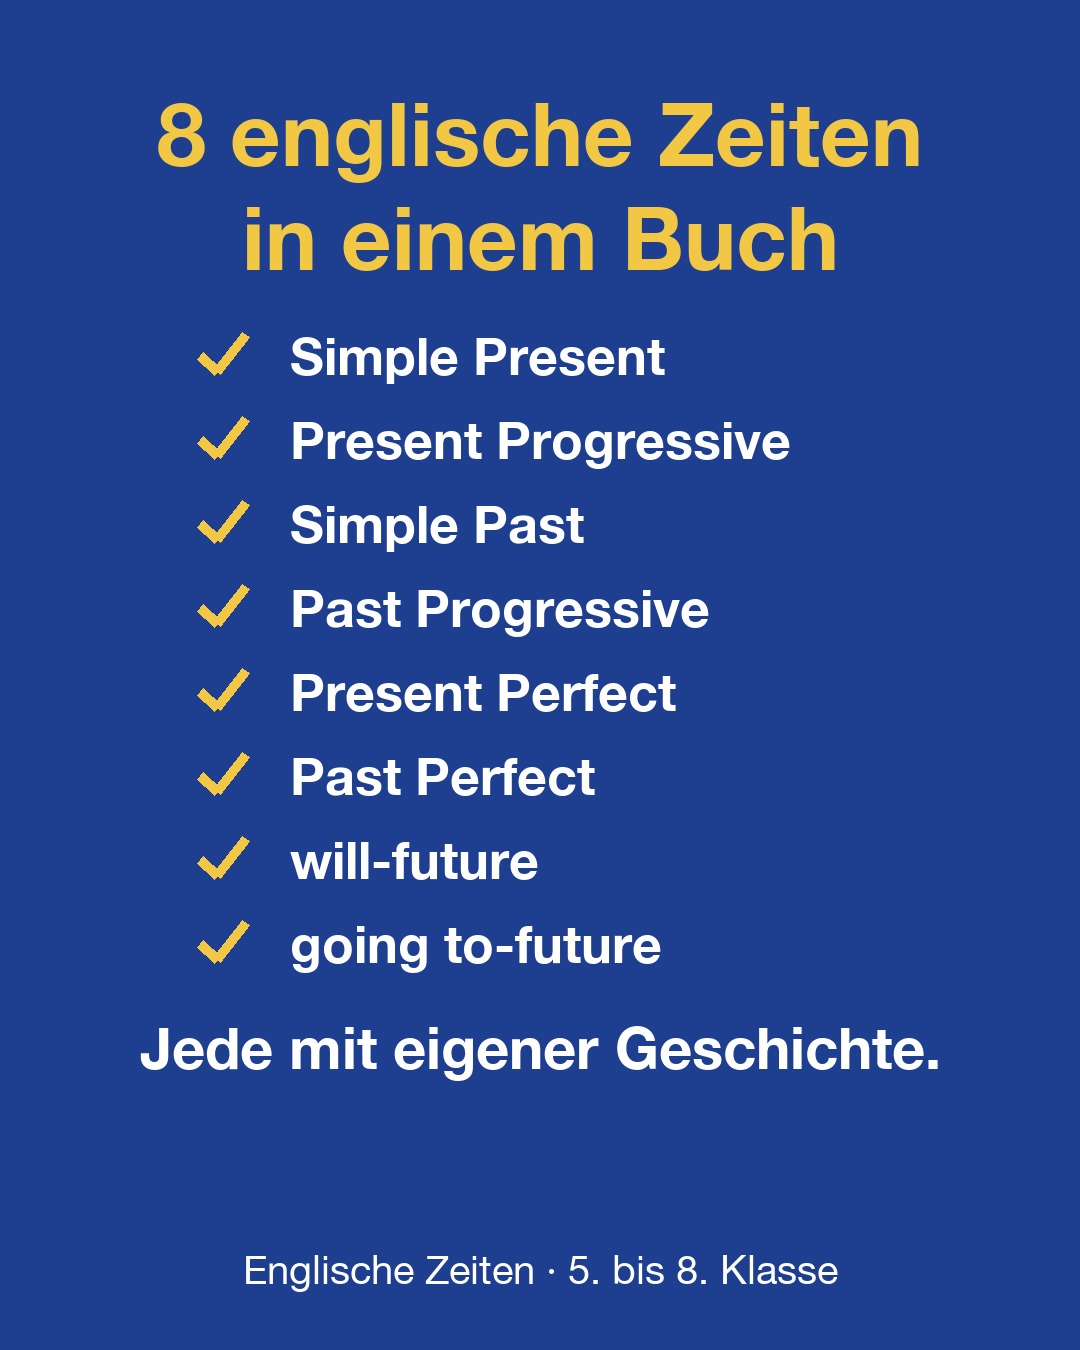 8 englische Zeiten
in einem Buch
Simple Present
Present Progressive
Simple Past
Past Progressive
Present Perfect
Past Perfect
will-future
going to-future
Jede mit eigener Geschichte.
Englische Zeiten · 5. bis 8. Klasse